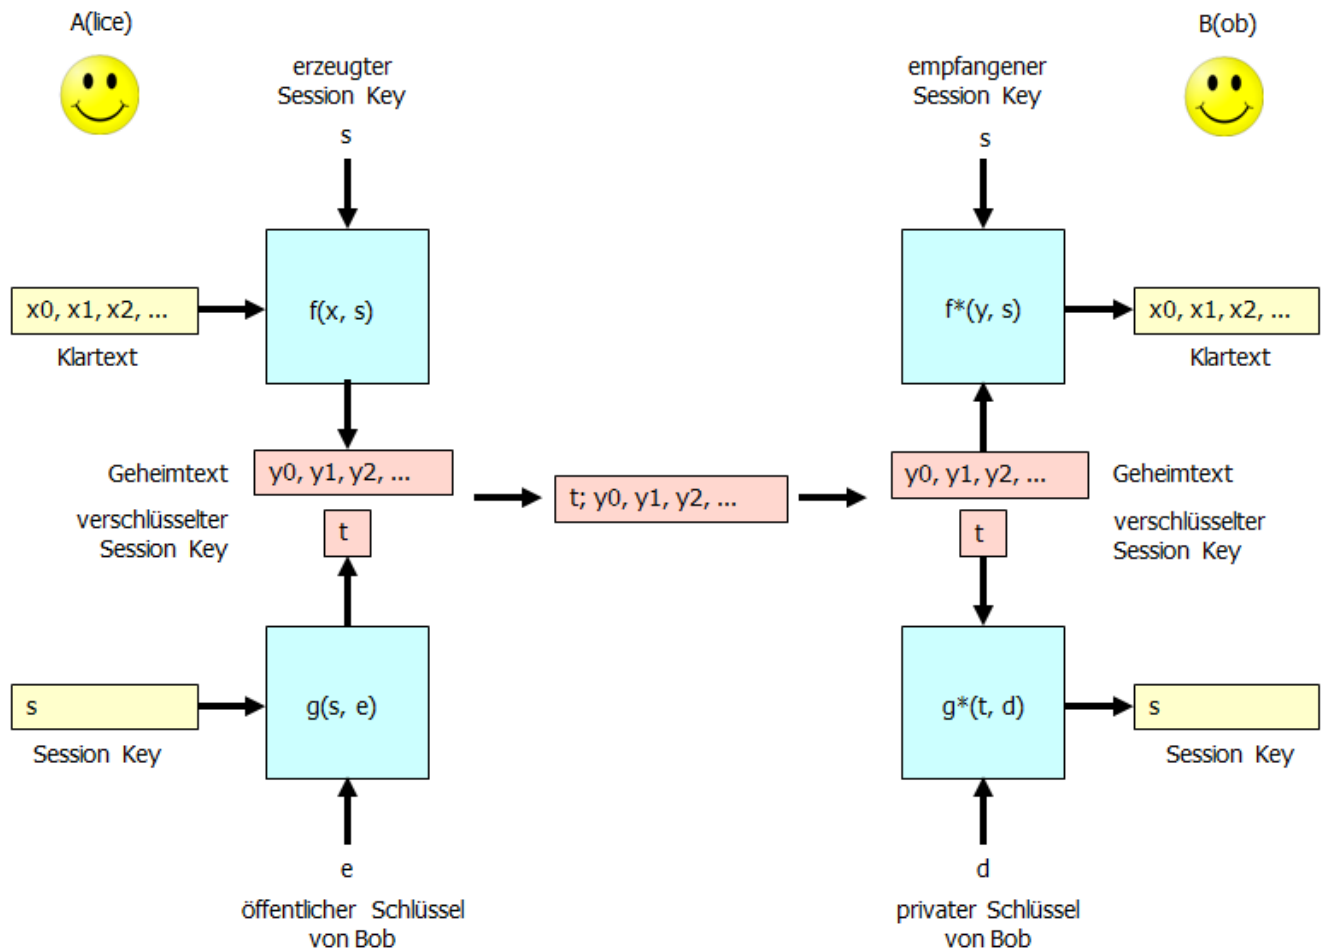 A(lice)
B(ob)
erzeugter
Session Key
s
empfangener
Session Key
s
x0, x1, x2, ...
Klartext
f(x, s)
f*(y, s)
x0, x1, x2, ...
Klartext
Geheimtext
y0, y1, y2, ...
verschlüsselter
Session Key
t
t; y0, y1, y2, ...
y0, y1, y2, ...
Geheimtext
t
verschlüsselter
Session Key
s
Session Key
g(s, e)
g*(t, d)
s
Session Key
e
öffentlicher Schlüssel
von Bob
d
privater Schlüssel
von Bob